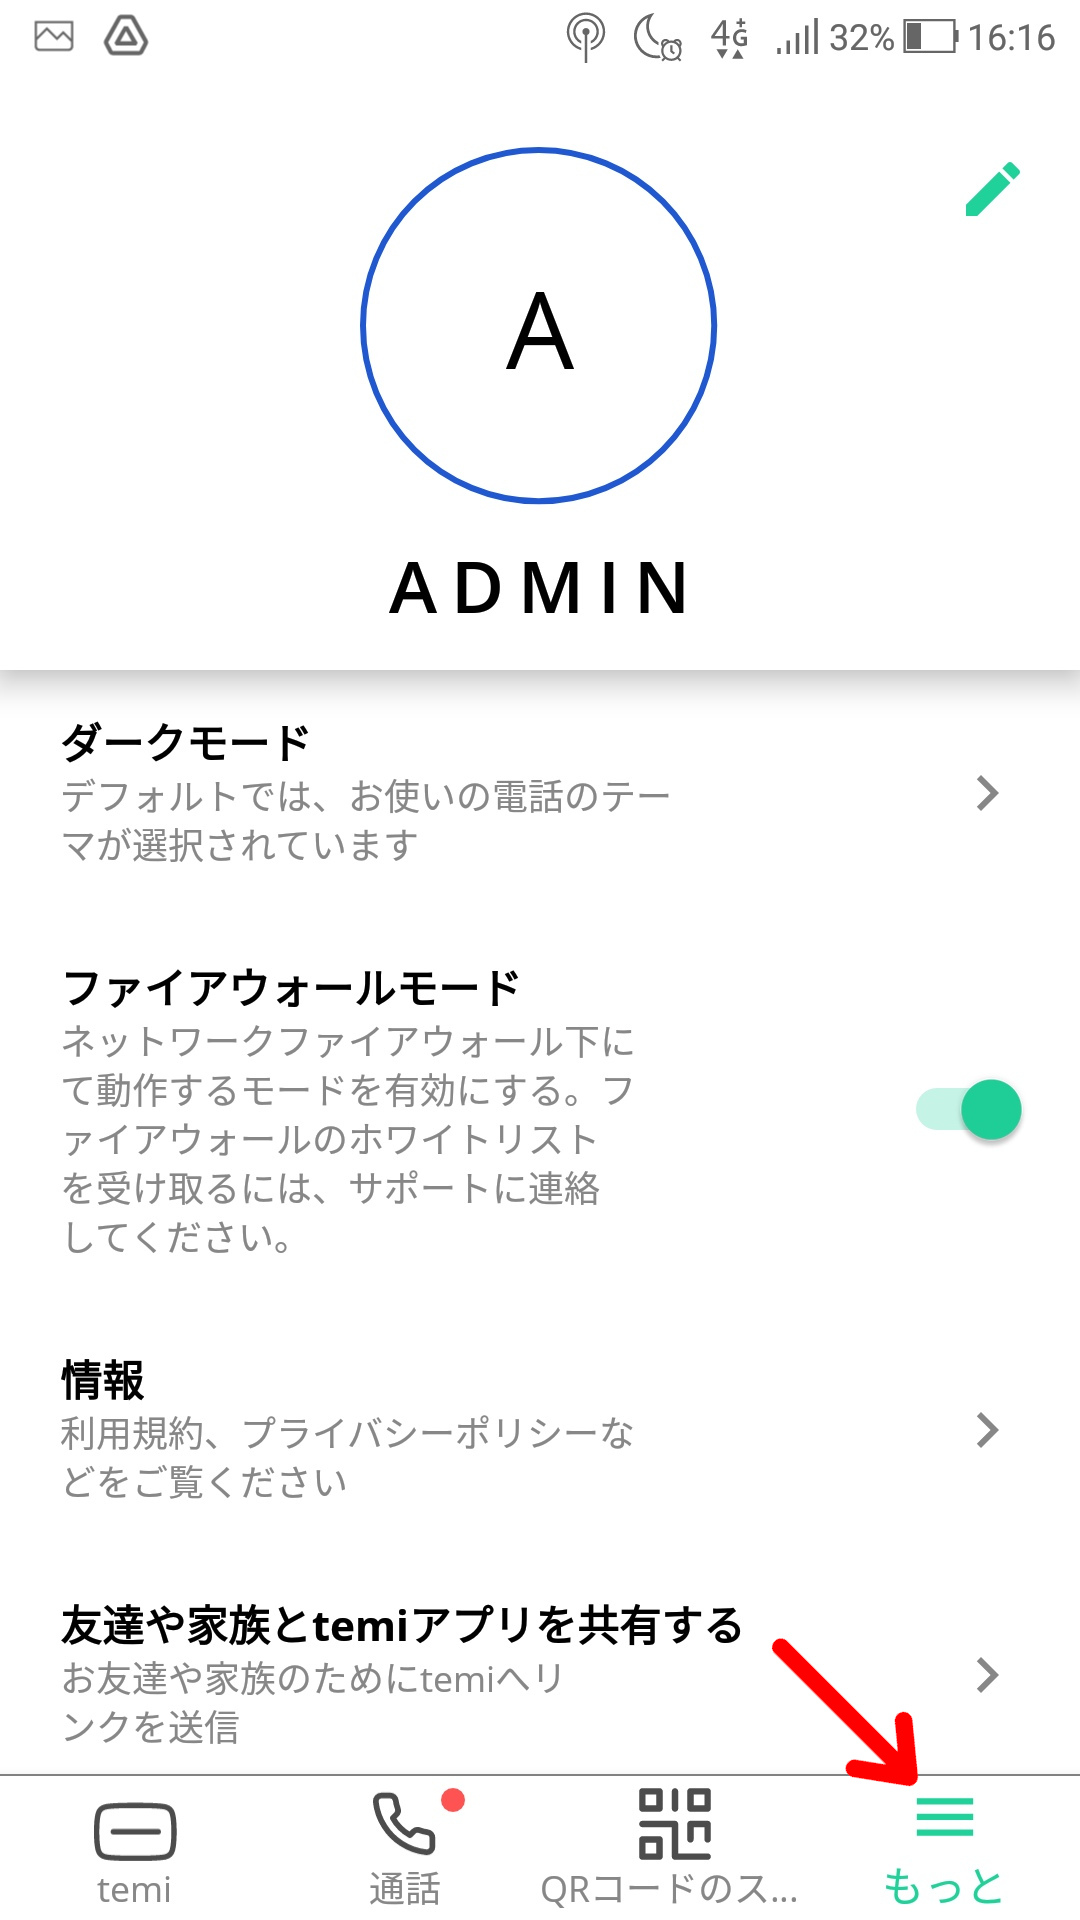 32% 16:16
A
ADMIN
ダークモード
デフォルトでは、お使いの電話のテー
マが選択されています
ファイアウォールモード
ネットワークファイアウォール下に
て動作するモードを有効にする。フ
ァイアウォールのホワイトリスト
を受け取るには、サポートに連絡
してください。
情報
利用規約、プライバシーポリシーな
どをご覧ください
友達や家族とtemiアプリを共有する
お友達や家族のためにtemiへリ
ンクを送信
temi 通話 QRコードのス... もっと